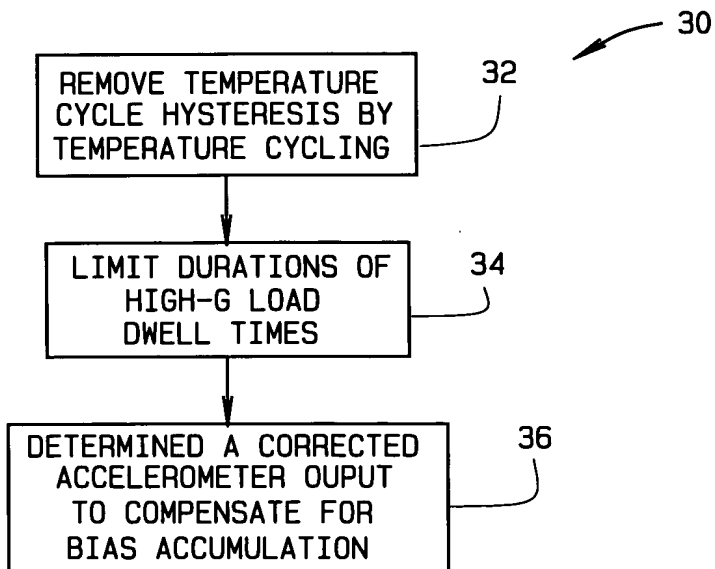 30
REMOVE TEMPERATURE
CYCLE HYSTERESIS BY
TEMPERATURE CYCLING
32
LIMIT DURATIONS OF
HIGH-G LOAD
DWELL TIMES
34
DETERMINED A CORRECTED
ACCELEROMETER OUPUT
TO COMPENSATE FOR
BIAS ACCUMULATION
36